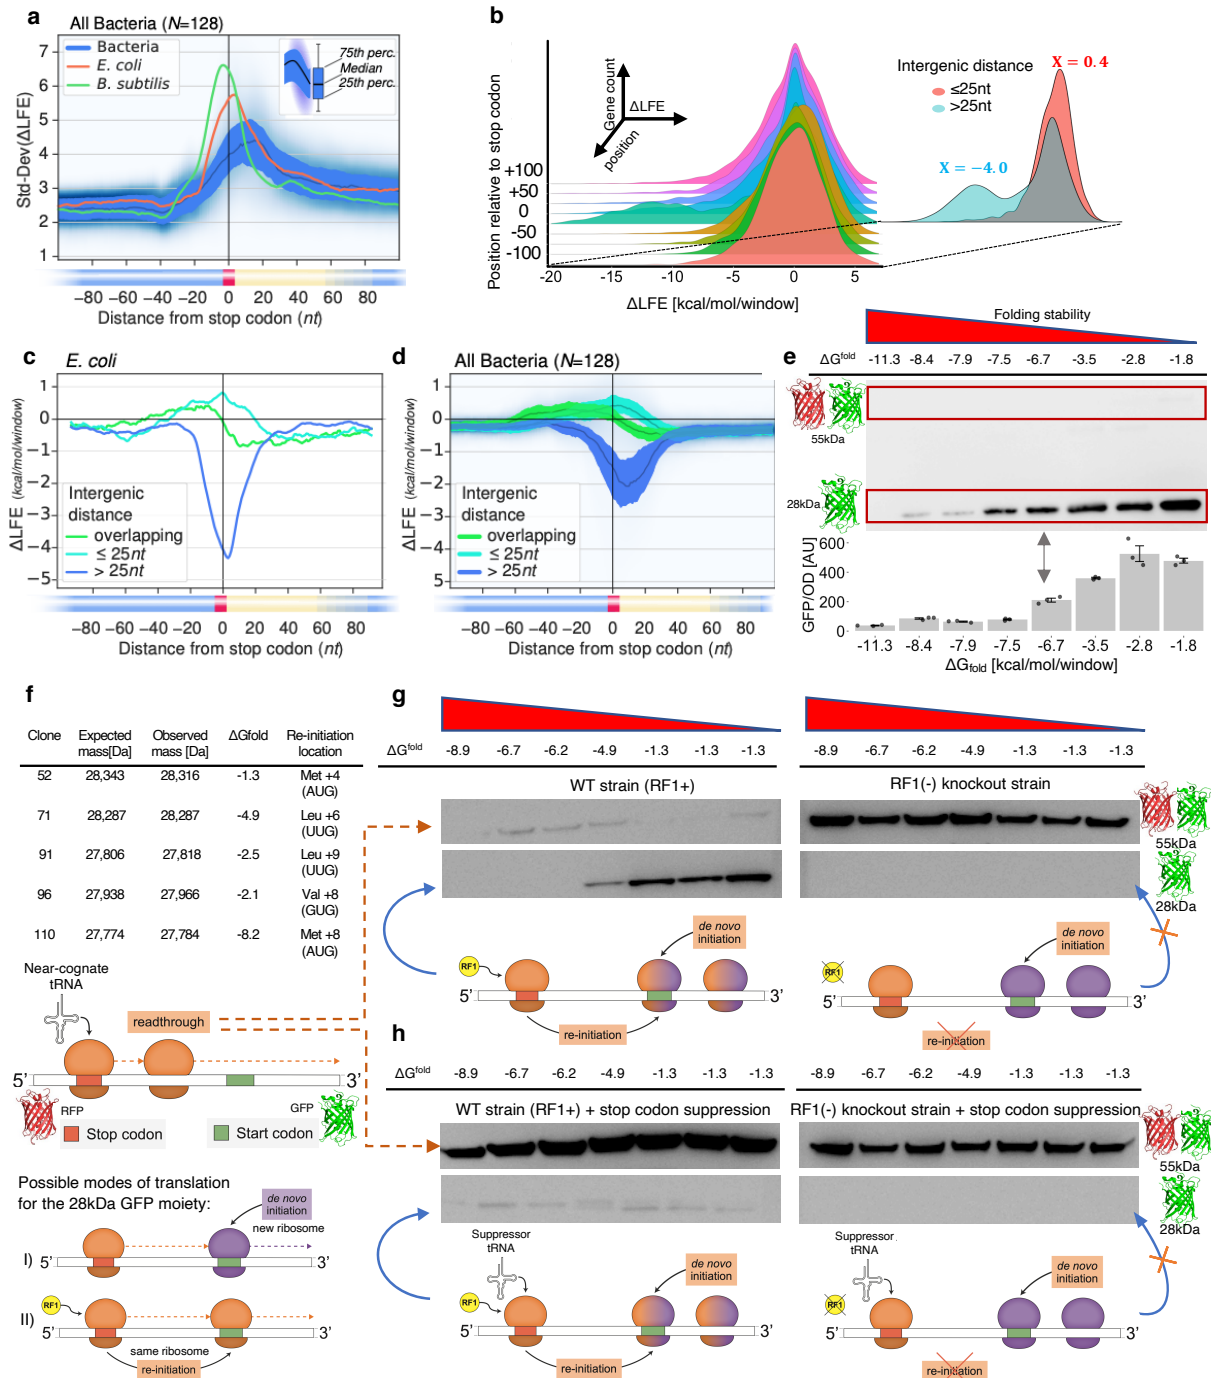 a
All Bacteria (N=128)
Bacteria
E. coli
B. subtilis
75th perc.
Median
25th perc.
Std-Dev(ΔLFE)
7
6
5
4
3
2
1
−80 −60 −40 −20 0 20 40 60 80
Distance from stop codon (nt)
b
Gene count
ΔLFE
position
Position relative to stop codon
+100
+50
0
-50
-100
-20 -15 -10 -5 0 5
ΔLFE [kcal/mol/window]
Intergenic distance
≤25nt
>25nt
X = 0.4
X = −4.0
c
E. coli
ΔLFE (kcal/mol/window)
1
0
−1
−2
−3
−4
−5
Intergenic
distance
overlapping
≤ 25nt
> 25nt
−80 −60 −40 −20 0 20 40 60 80
Distance from stop codon (nt)
d
All Bacteria (N=128)
ΔLFE (kcal/mol/window)
1
0
−1
−2
−3
−4
5
Intergenic
distance
overlapping
≤ 25nt
> 25nt
−80 −60 −40 −20 0 20 40 60 80
Distance from stop codon (nt)
e
Folding stability
ΔGfold -11.3 -8.4 -7.9 -7.5 -6.7 -3.5 -2.8 -1.8
55kDa
28kDa
GFP/OD [AU]
600
400
200
0
-11.3 -8.4 -7.9 -7.5 -6.7 -3.5 -2.8 -1.8
ΔGfold [kcal/mol/window]
f
Clone Expected mass[Da] Observed mass [Da] ΔGfold Re-initiation location
52 28,343 28,316 -1.3 Met +4 (AUG)
71 28,287 28,287 -4.9 Leu +6 (UUG)
91 27,806 27,818 -2.5 Leu +9 (UUG)
96 27,938 27,966 -2.1 Val +8 (GUG)
110 27,774 27,784 -8.2 Met +8 (AUG)
Near-cognate
tRNA
readthrough
5' 3'
RFP
GFP
Stop codon
Start codon
Possible modes of translation
for the 28kDa GFP moiety:
de novo
initiation
new ribosome
I) 5' 3'
RF1
II) 5' 3'
same ribosome
re-initiation
g
ΔGfold -8.9 -6.7 -6.2 -4.9 -1.3 -1.3 -1.3
-8.9 -6.7 -6.2 -4.9 -1.3 -1.3 -1.3
WT strain (RF1+)
RF1(-) knockout strain
55kDa
28kDa
de novo
initiation
RF1
5' 3'
re-initiation
de novo
initiation
RF1
5' 3'
re-initiation
h
ΔGfold -8.9 -6.7 -6.2 -4.9 -1.3 -1.3 -1.3
-8.9 -6.7 -6.2 -4.9 -1.3 -1.3 -1.3
WT strain (RF1+) + stop codon suppression
RF1(-) knockout strain + stop codon suppression
55kDa
28kDa
Suppressor
tRNA
de novo
initiation
RF1
5' 3'
re-initiation
Suppressor
tRNA
de novo
initiation
RF1
5' 3'
re-initiation